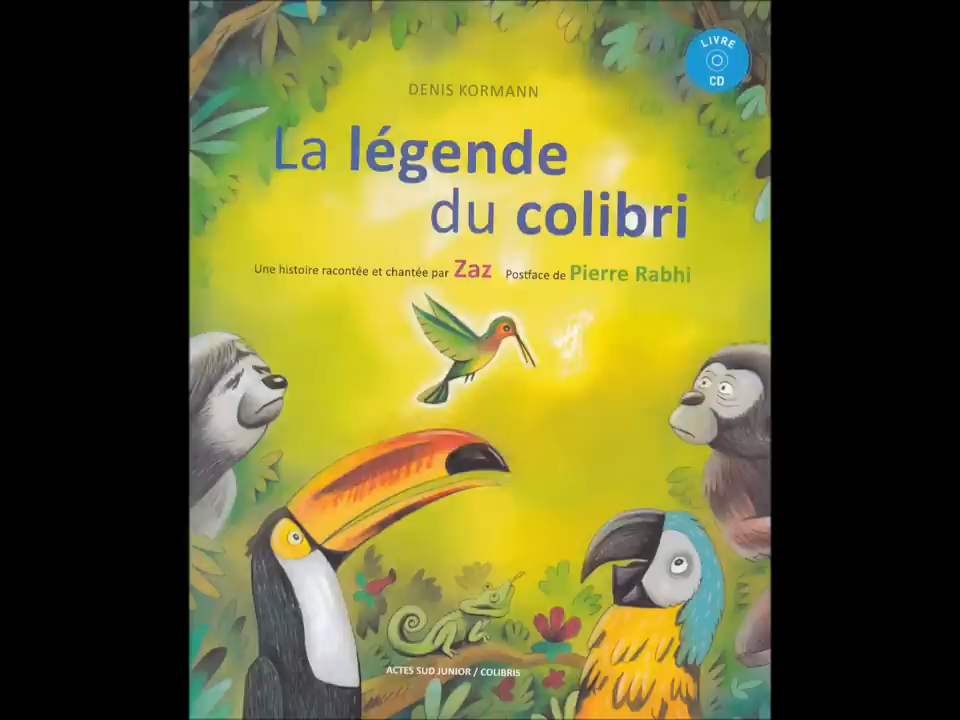 LIVRE
CD
DENIS KORMANN
La légende
du colibri
Une histoire racontée et chantée par Zaz Postface de Pierre Rabhi
ACTES SUD JUNIOR / COLIBRIS